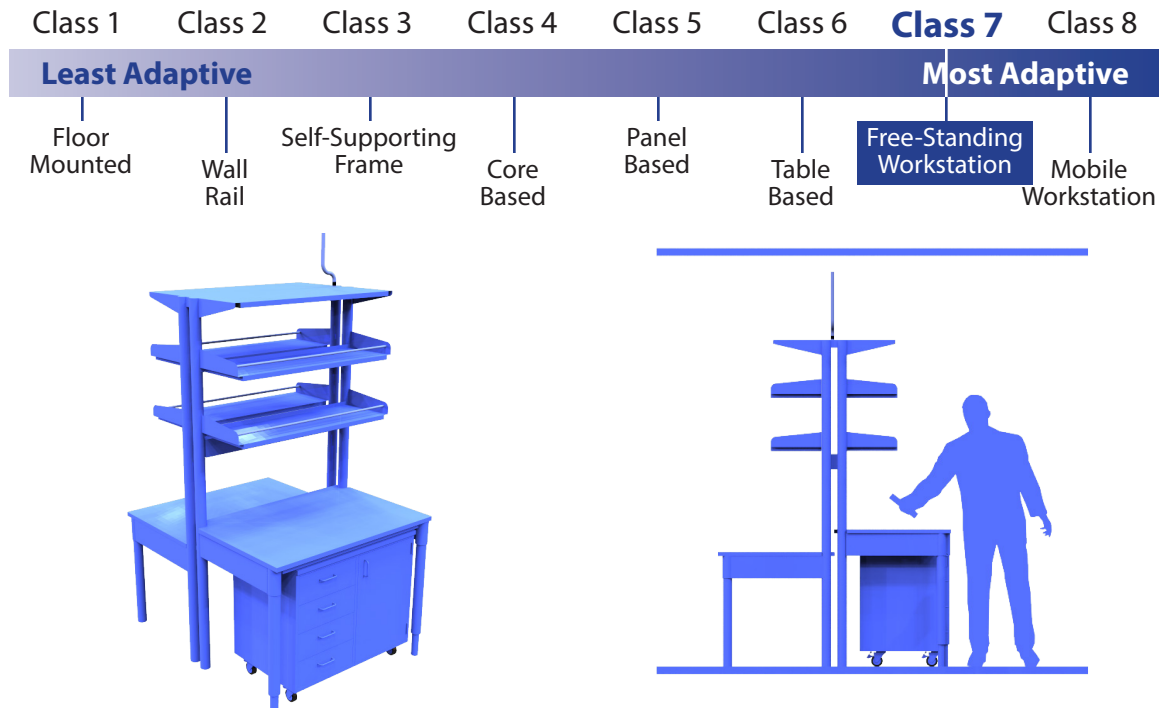 Class 1 Class 2 Class 3 Class 4 Class 5 Class 6 Class 7 Class 8
Least Adaptive Most Adaptive
Floor
Mounted
Wall
Rail
Self-Supporting
Frame
Core
Based
Panel
Based
Table
Based
Free-Standing
Workstation
Mobile
Workstation